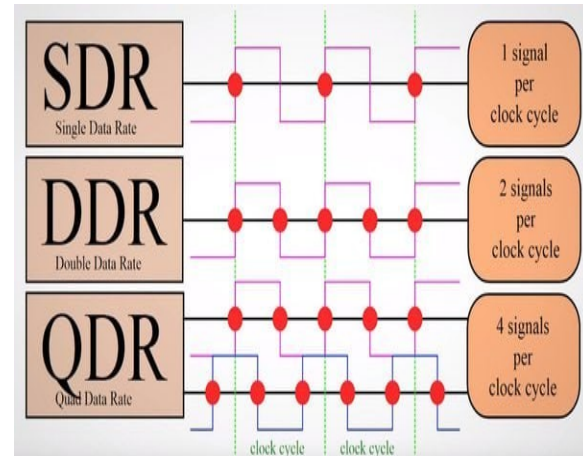 SDR
Single Data Rate
1 signal
per
clock cycle
DDR
Double Data Rate
2 signals
per
clock cycle
QDR
Quad Data Rate
4 signals
per
clock cycle
clock cycle
clock cycle